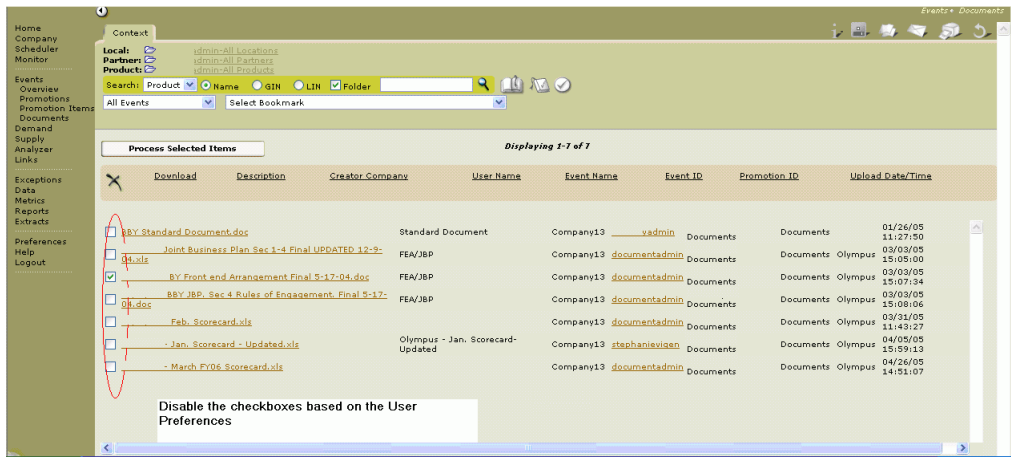 Events+ Documents
Home
Company
Scheduler
Monitor
Events
Overview
Promotions
Promotion Items
Documents
Demand
Supply
Analyzer
Links
Exceptions
Data
Metrics
Reports
Extracts
Preferences
Help
Logout
Context
Local: admin-All Locations
Partner: admin-All Partners
Product: admin-All Products
Search: Product Name GIN LIN Folder
All Events Select Bookmark
Process Selected Items Displaying 1-7 of 7
Download Description Creator Company User Name Event Name Event ID Promotion ID Upload Date/Time
BBY Standard Document.doc Standard Document Company13 vadmin Documents Documents 01/26/05 11:27:50
Joint Business Plan Sec 1-4 Final UPDATED 12-9-04.xls FEA/JBP Company13 documentadmin Documents Documents Olympus 03/03/05 15:05:00
BY Front end Arrangement Final 5-17-04.doc FEA/JBP Company13 documentadmin Documents Documents Olympus 03/03/05 15:07:34
BBY JBP. Sec 4 Rules of Engagement. Final 5-17-04.doc FEA/JBP Company13 documentadmin Documents Documents Olympus 03/03/05 15:08:06
Feb. Scorecard.xls Company13 documentadmin Documents Documents Olympus 03/31/05 11:43:27
- Jan. Scorecard - Updated.xls Olympus - Jan. Scorecard- Updated Company13 stephanievigen Documents Documents Olympus 04/05/05 15:59:13
- March FY06 Scorecard.xls Company13 documentadmin Documents Documents Olympus 04/26/05 14:51:07
Disable the checkboxes based on the User
Preferences